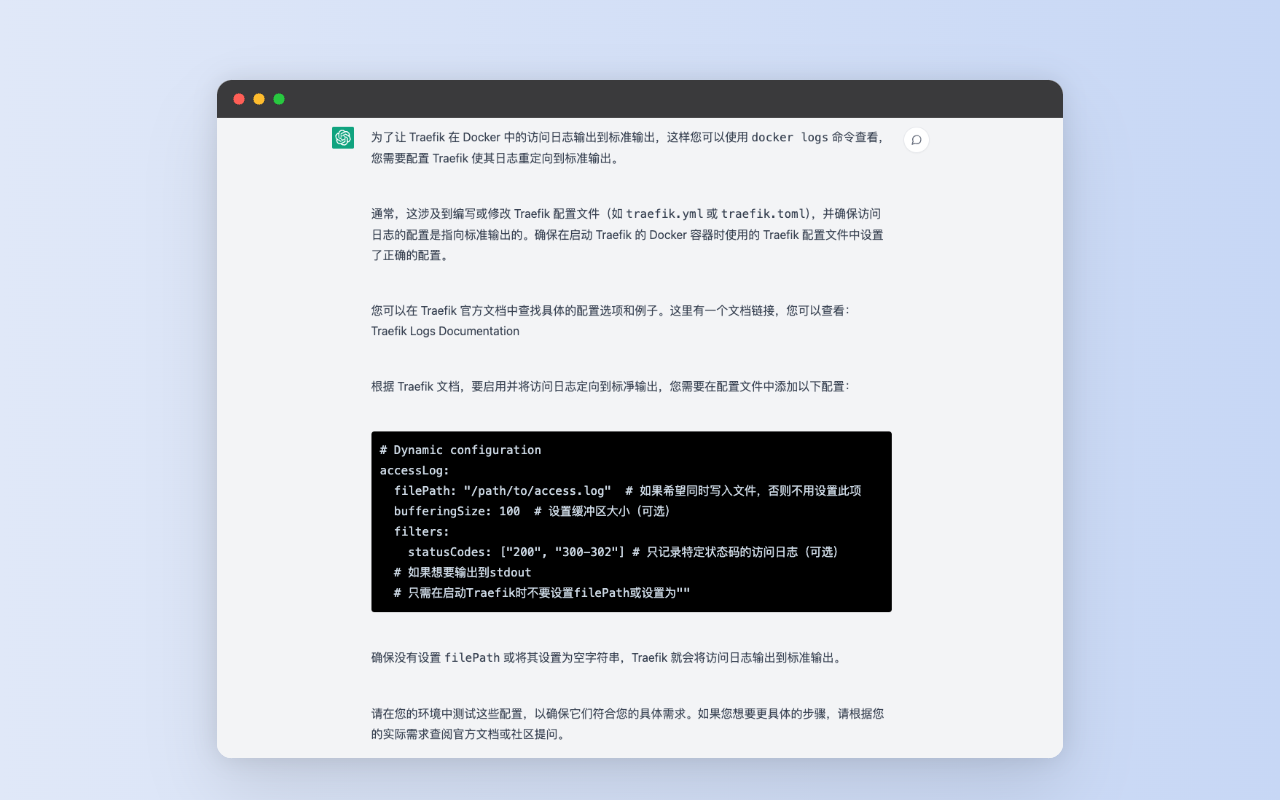 为了让 Traefik 在 Docker 中的访问日志输出到标准输出，这样您可以使用 docker logs 命令查看，
您需要配置 Traefik 使其日志重定向到标准输出。
通常，这涉及到编写或修改 Traefik 配置文件（如 traefik.yml 或 traefik.toml），并确保访问
日志的配置是指向标准输出的。确保在启动 Traefik 的 Docker 容器时使用的 Traefik 配置文件中设置
了正确的配置。
您可以在 Traefik 官方文档中查找具体的配置选项和例子。这里有一个文档链接，您可以查看：
Traefik Logs Documentation
根据 Traefik 文档，要启用并将访问日志定向到标凈输出，您需要在配置文件中添加以下配置：
# Dynamic configuration
accessLog:
  filePath: "/path/to/access.log"  # 如果希望同时写入文件，否则不用设置此项
  bufferingSize: 100  # 设置缓冲区大小（可选）
  filters:
    statusCodes: ["200", "300-302"] # 只记录特定状态码的访问日志（可选）
  # 如果想要输出到stdout
  # 只需在启动Traefik时不要设置filePath或设置为""
确保没有设置 filePath 或将其设置为空字符串，Traefik 就会将访问日志输出到标准输出。
请在您的环境中测试这些配置，以确保它们符合您的具体需求。如果您想要更具体的步骤，请根据您
的实际需求查阅官方文档或社区提问。